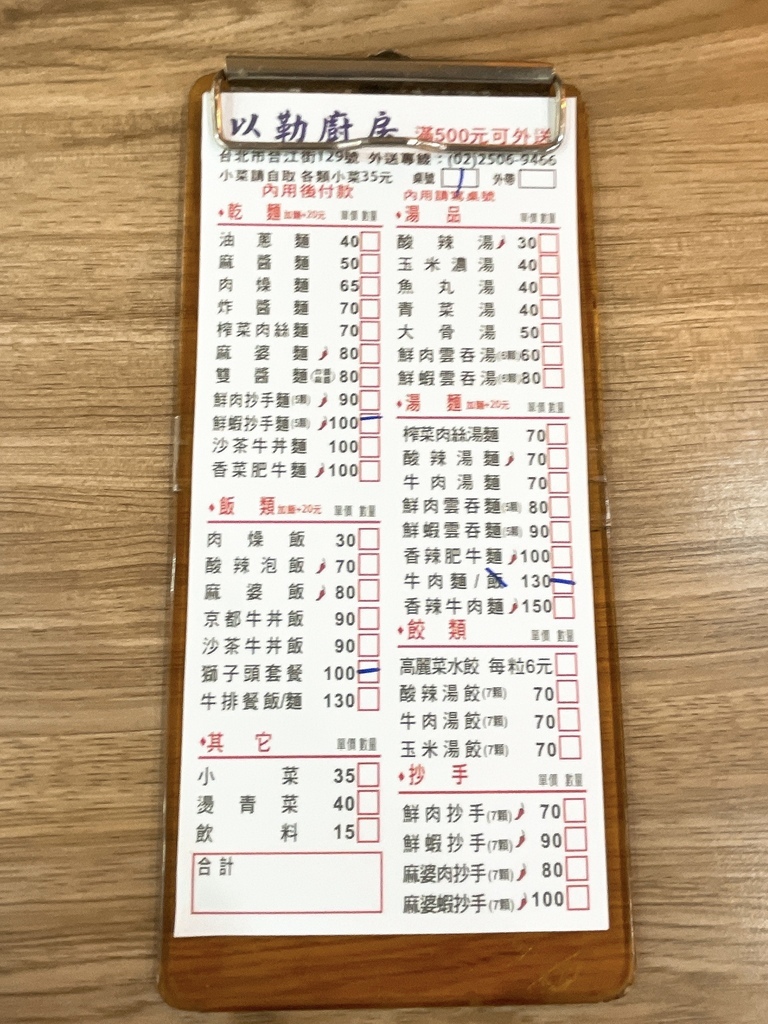 以勒廚房 滿500元可外送
台北市合江街129號 外送專線：(02)2506-9466
小菜請自取 各類小菜35元 桌號 1 外帶
內用後付款 內用請寫桌號
乾麵 加麵+20元 單價 數量
油蔥麵 40
麻醬麵 50
肉燥麵 65
炸醬麵 70
榨菜肉絲麵 70
麻婆麵 80
雙醬麵 80
鮮肉抄手麵(5顆) 90
鮮蝦抄手麵(5顆) 100
沙茶牛丼麵 100
香菜肥牛麵 100
飯類 加麵+20元 單價 數量
肉燥飯 30
酸辣泡飯 70
麻婆飯 80
京都牛丼飯 90
沙茶牛丼飯 90
獅子頭套餐 100
牛排餐飯/麵 130
其它 單價 數量
小菜 35
燙青菜 40
飲料 15
合計
湯品 單價 數量
酸辣湯 30
玉米濃湯 40
魚丸湯 40
青菜湯 40
大骨湯 50
鮮肉雲吞湯(6顆) 60
鮮蝦雲吞湯(6顆) 80
湯麵 加麵+20元 單價 數量
榨菜肉絲湯麵 70
酸辣湯麵 70
牛肉湯麵 70
鮮肉雲吞麵(5顆) 80
鮮蝦雲吞麵(5顆) 90
香辣肥牛麵 100
牛肉麵/飯 130
香辣牛肉麵 150
餃類 單價 數量
高麗菜水餃 每粒6元
酸辣湯餃(7顆) 70
牛肉湯餃(7顆) 70
玉米湯餃(7顆) 70
抄手 單價 數量
鮮肉抄手(7顆) 70
鮮蝦抄手(7顆) 90
麻婆肉抄手(7顆) 80
麻婆蝦抄手(7顆) 100